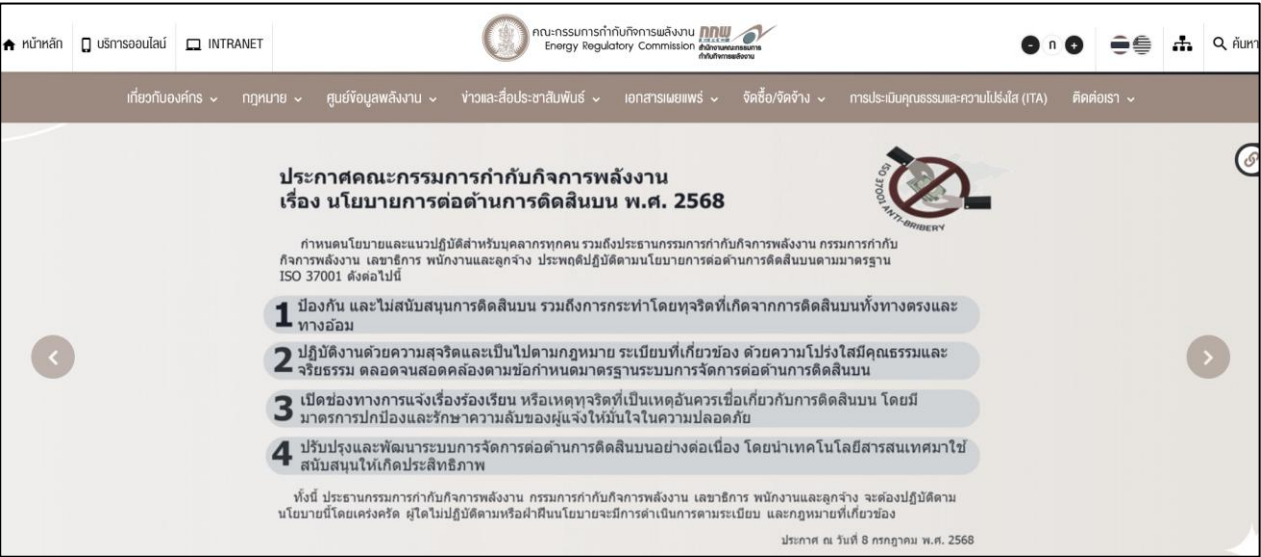 หน้าหลัก บริการออนไลน์ INTRANET
คณะกรรมการกำกับกิจการพลังงาน
Energy Regulatory Commission
กกพ
สำนักงานคณะกรรมการ
กำกับกิจการพลังงาน
- ก +
ค้นหา
เกี่ยวกับองค์กร กฎหมาย ศูนย์ข้อมูลพลังงาน ข่าวและสื่อประชาสัมพันธ์ เอกสารเผยแพร่ จัดซื้อ/จัดจ้าง การประเมินคุณธรรมและความโปร่งใส (ITA) ติดต่อเรา
ประกาศคณะกรรมการกำกับกิจการพลังงาน
เรื่อง นโยบายการต่อต้านการติดสินบน พ.ศ. 2568
ISO 37001 ANTI-BRIBERY
กำหนดนโยบายและแนวปฏิบัติสำหรับบุคลากรทุกคน รวมถึงประธานกรรมการกำกับกิจการพลังงาน กรรมการกำกับ
กิจการพลังงาน เลขาธิการ พนักงานและลูกจ้าง ประพฤติปฏิบัติตามนโยบายการต่อต้านการติดสินบนตามมาตรฐาน
ISO 37001 ดังต่อไปนี้
1 ป้องกัน และไม่สนับสนุนการติดสินบน รวมถึงการกระทำโดยทุจริตที่เกิดจากการติดสินบนทั้งทางตรงและ
ทางอ้อม
2 ปฏิบัติงานด้วยความสุจริตและเป็นไปตามกฎหมาย ระเบียบที่เกี่ยวข้อง ด้วยความโปร่งใสมีคุณธรรมและ
จริยธรรม ตลอดจนสอดคล้องตามข้อกำหนดมาตรฐานระบบการจัดการต่อต้านการติดสินบน
3 เปิดช่องทางการแจ้งเรื่องร้องเรียน หรือเหตุทุจริตที่เป็นเหตุอันควรเชื่อเกี่ยวกับการติดสินบน โดยมี
มาตรการปกป้องและรักษาความลับของผู้แจ้งให้มั่นใจในความปลอดภัย
4 ปรับปรุงและพัฒนาระบบการจัดการต่อต้านการติดสินบนอย่างต่อเนื่อง โดยนำเทคโนโลยีสารสนเทศมาใช้
สนับสนุนให้เกิดประสิทธิภาพ
ทั้งนี้ ประธานกรรมการกำกับกิจการพลังงาน กรรมการกำกับกิจการพลังงาน เลขาธิการ พนักงานและลูกจ้าง จะต้องปฏิบัติตาม
นโยบายนี้โดยเคร่งครัด ผู้ใดไม่ปฏิบัติตามหรือฝ่าฝืนนโยบายจะมีการดำเนินการตามระเบียบ และกฎหมายที่เกี่ยวข้อง
ประกาศ ณ วันที่ 8 กรกฎาคม พ.ศ. 2568